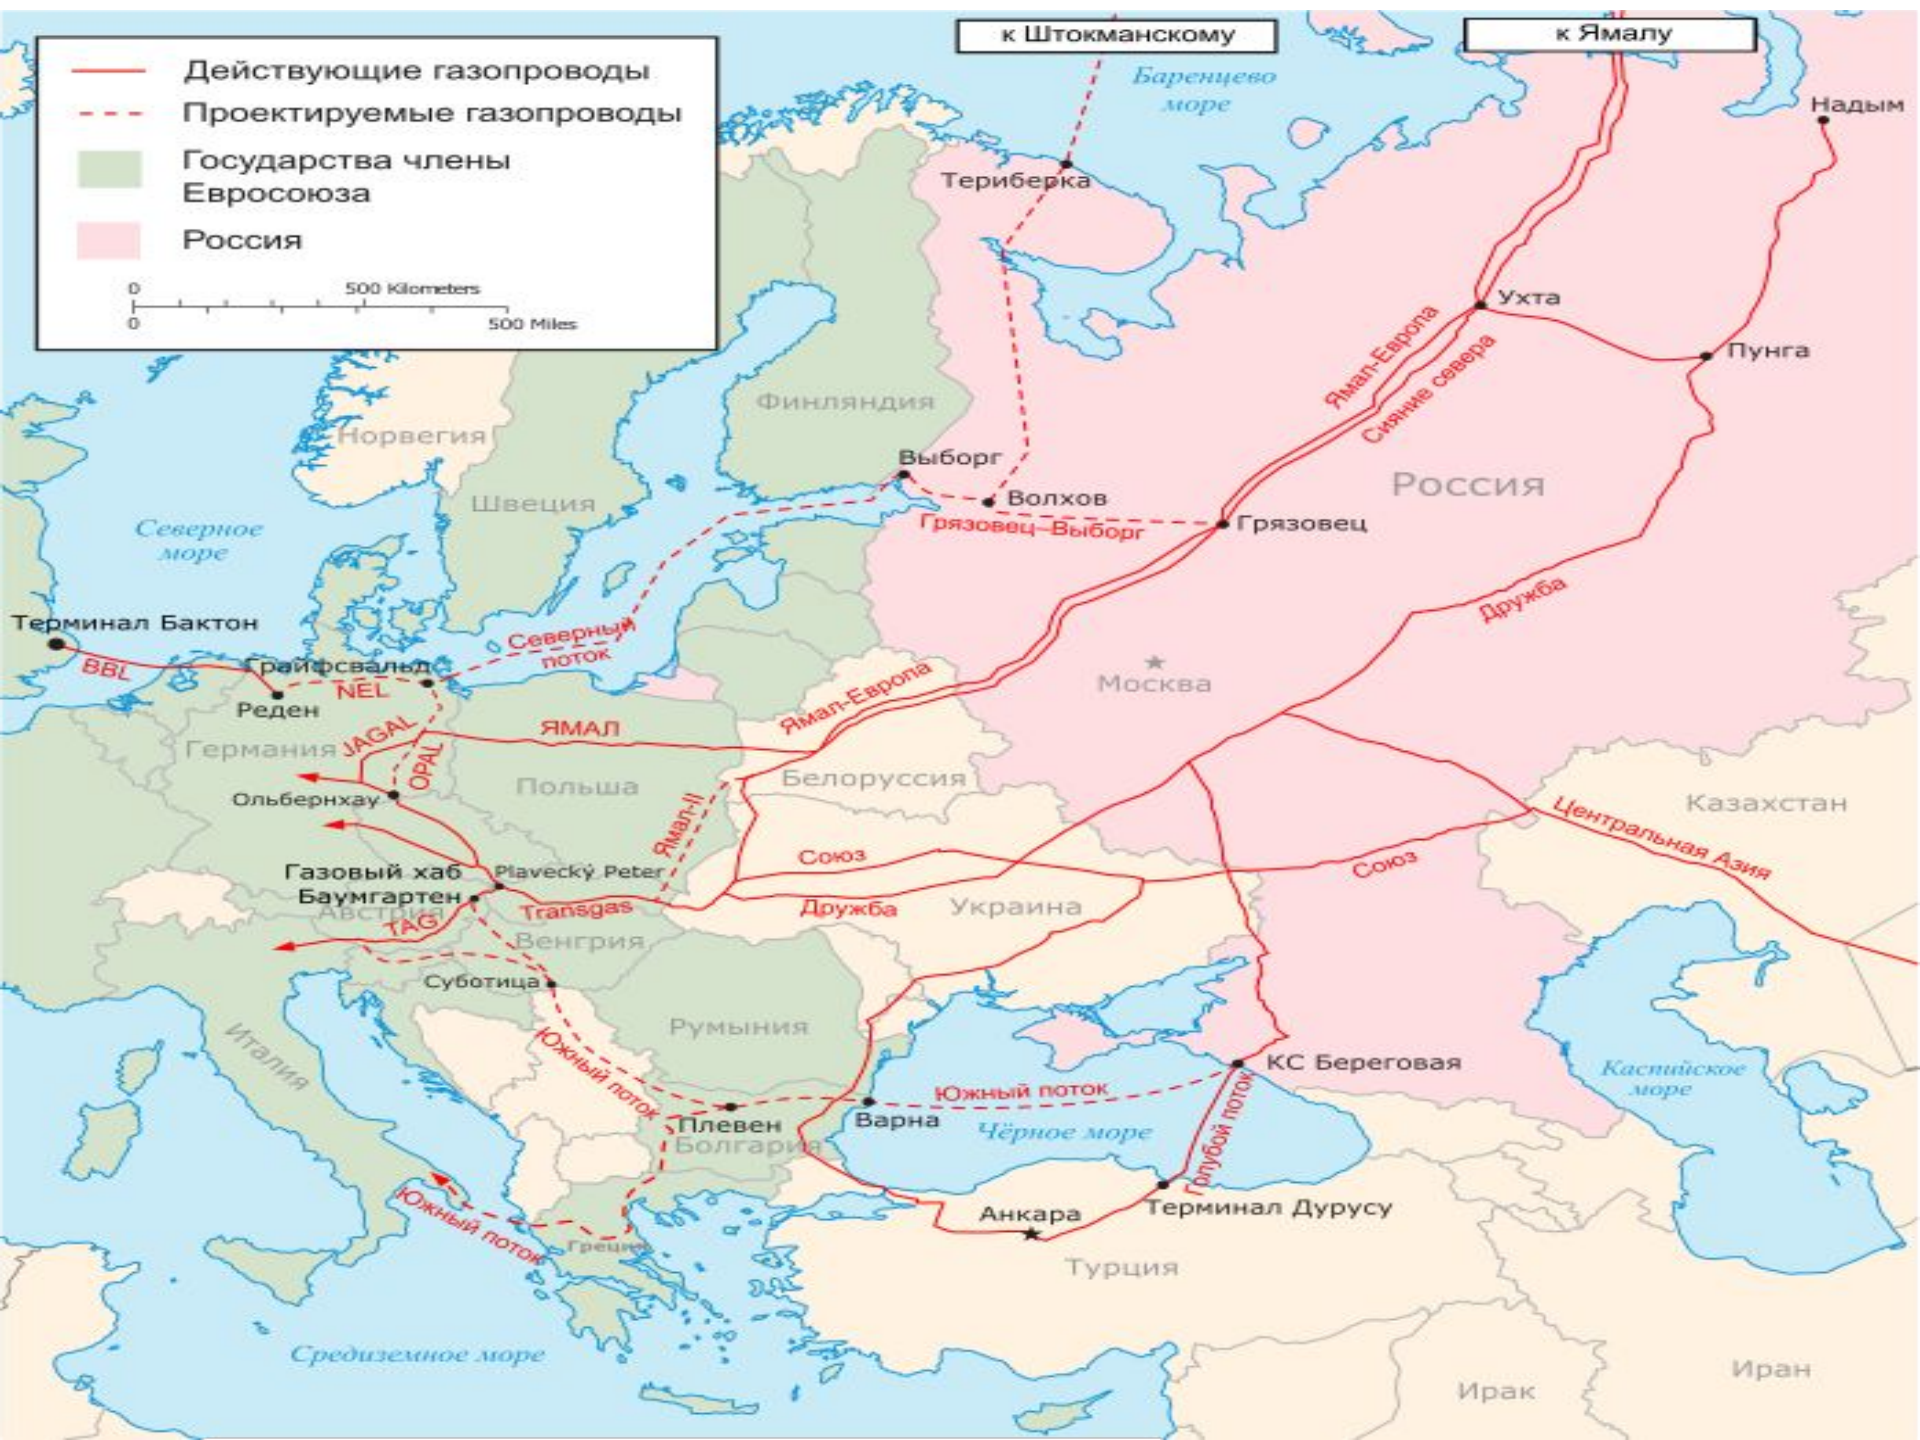 Действующие газопроводы
Проектируемые газопроводы
Государства члены
Евросоюза
Россия
0 500 Kilometers
0 500 Miles
к Штокманскому
к Ямалу
Баренцево
море
Надым
Териберка
Ухта
Пунга
Ямал-Европа
Сияние севера
Финляндия
Норвегия
Швеция
Выборг
Волхов
Грязовец-Выборг
Грязовец
Россия
Северное
море
Дружба
Терминал Бактон
BBL
Грайфсвальд
NEL
Реден
Северный
поток
Москва
Ямал-Европа
ЯМАЛ
Германия
JAGAL
OPAL
Польша
Белоруссия
Ольбернхау
Ямал-II
Казахстан
Центральная Азия
Союз
Союз
Газовый хаб
Баумгартен
Plavecký Peter
Австрия
TAG
Transgas
Дружба
Украина
Венгрия
Суботица
Румыния
Италия
Южный поток
КС Береговая
Каспийское
море
Южный поток
Плевен
Варна
Болгария
Чёрное море
Голубой поток
Южный поток
Греция
Анкара
Терминал Дурусу
Турция
Средиземное море
Ирак
Иран